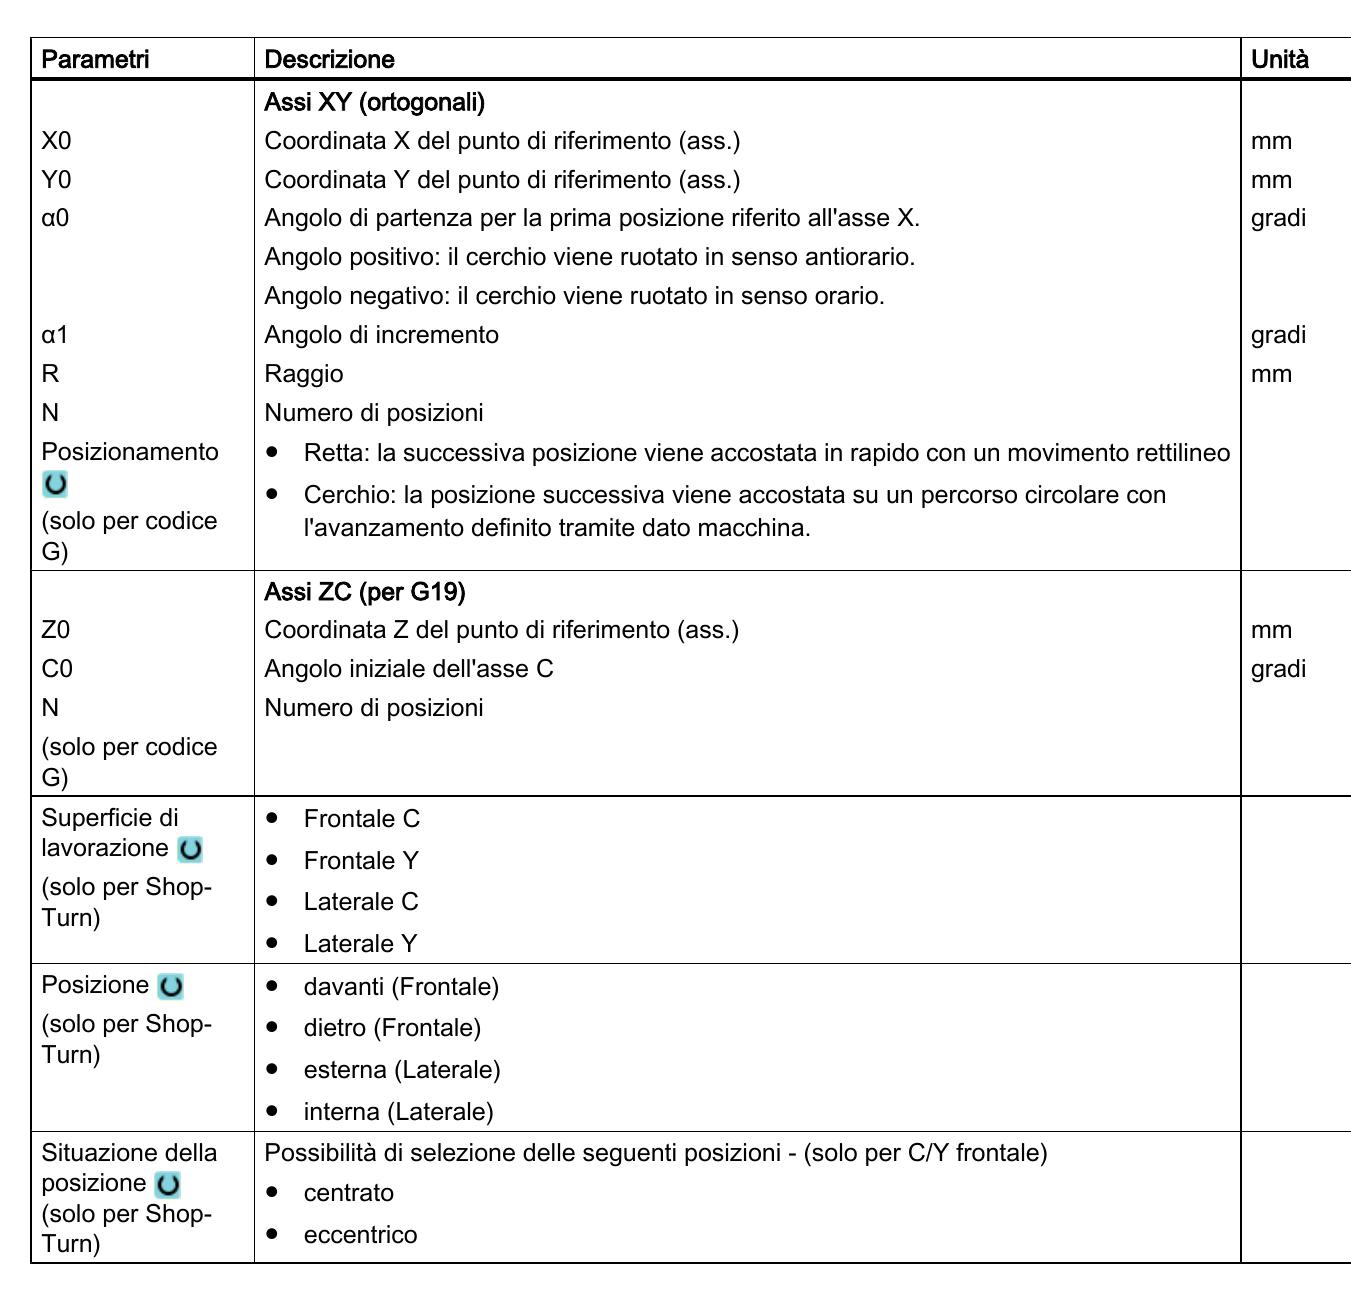 Parametri Descrizione Unità
Assi XY (ortogonali)
X0 Coordinata X del punto di riferimento (ass.) mm
Y0 Coordinata Y del punto di riferimento (ass.) mm
α0 Angolo di partenza per la prima posizione riferito all'asse X. gradi
Angolo positivo: il cerchio viene ruotato in senso antiorario.
Angolo negativo: il cerchio viene ruotato in senso orario.
α1 Angolo di incremento gradi
R Raggio mm
N Numero di posizioni
Posizionamento
(solo per codice
G)
● Retta: la successiva posizione viene accostata in rapido con un movimento rettilineo
● Cerchio: la posizione successiva viene accostata su un percorso circolare con
l'avanzamento definito tramite dato macchina.
Assi ZC (per G19)
Z0 Coordinata Z del punto di riferimento (ass.) mm
C0 Angolo iniziale dell'asse C gradi
N Numero di posizioni
(solo per codice
G)
Superficie di
lavorazione
(solo per Shop-
Turn)
● Frontale C
● Frontale Y
● Laterale C
● Laterale Y
Posizione
(solo per Shop-
Turn)
● davanti (Frontale)
● dietro (Frontale)
● esterna (Laterale)
● interna (Laterale)
Situazione della
posizione
(solo per Shop-
Turn)
Possibilità di selezione delle seguenti posizioni - (solo per C/Y frontale)
● centrato
● eccentrico